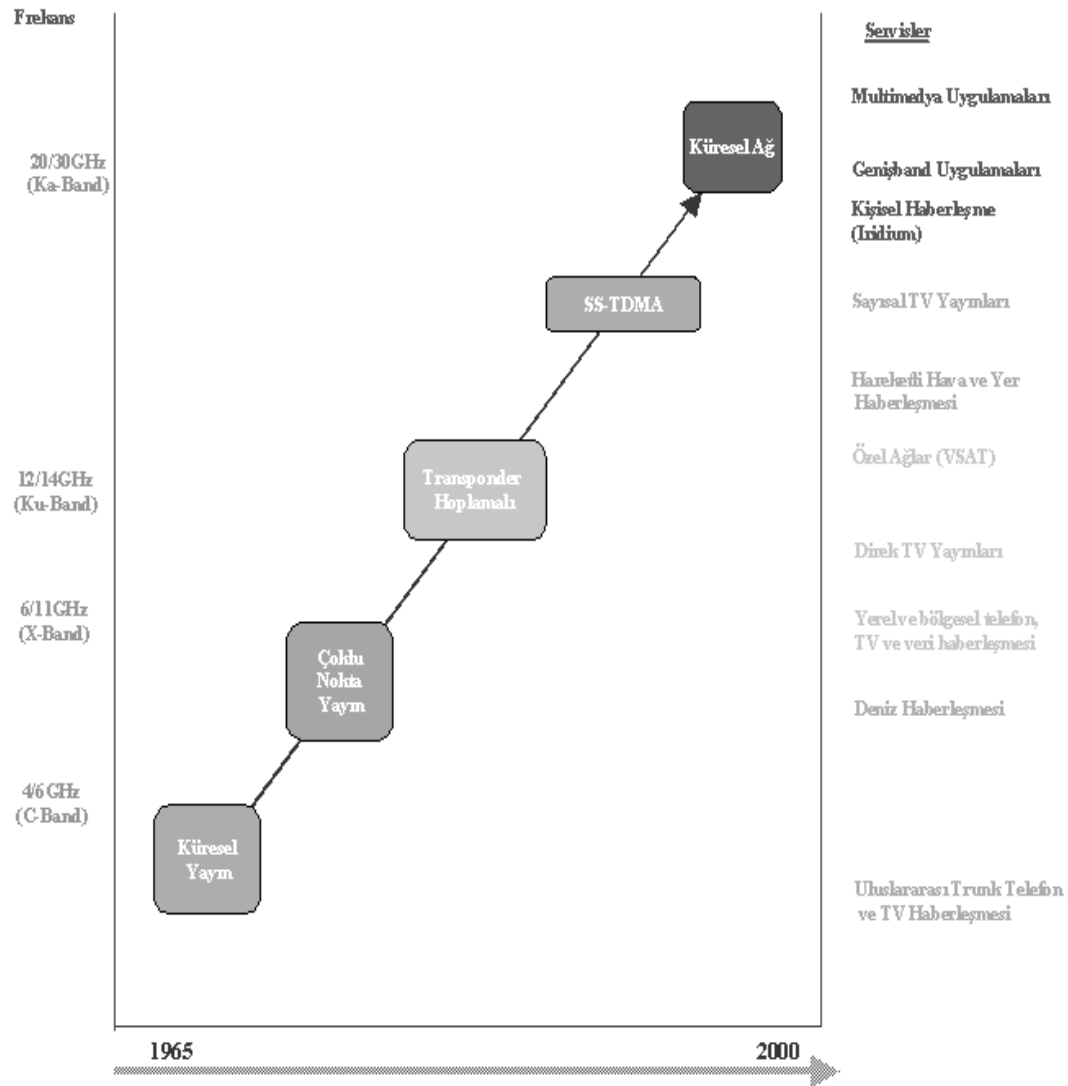 Frekans
20/30GHz
(Ka-Band)
12/14GHz
(Ku-Band)
6/11GHz
(X-Band)
4/6 GHz
(C-Band)
Küresel Ağ
SS-TDMA
Transponder
Hoplamalı
Çoklu
Nokta
Yayın
Küresel
Yayın
1965
2000
Servisler
Multimedya Uygulamaları
Genişband Uygulamaları
Kişisel Haberleşme
(Iridium)
Sayısal TV Yayınları
Hareketli Hava ve Yer
Haberleşmesi
Özel Ağlar (VSAT)
Direk TV Yayınları
Yerel ve bölgesel telefon,
TV ve veri haberleşmesi
Deniz Haberleşmesi
Uluslararası Trunk Telefon
ve TV Haberleşmesi